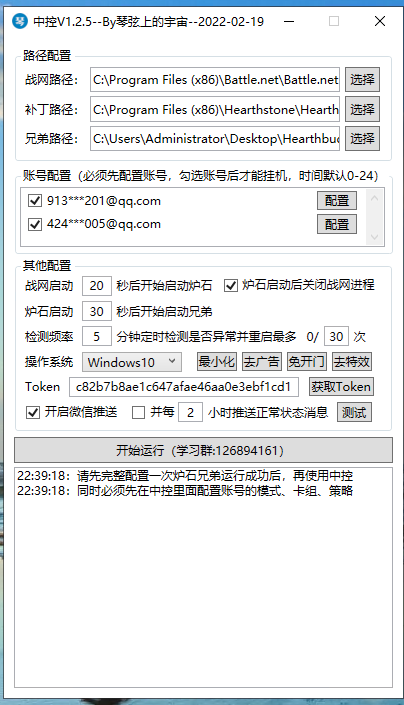 琴 中控V1.2.5--By琴弦上的宇宙--2022-02-19
路径配置
战网路径： C:\Program Files (x86)\Battle.net\Battle.net 选择
补丁路径： C:\Program Files (x86)\Hearthstone\Hearth 选择
兄弟路径： C:\Users\Administrator\Desktop\Hearthbuc 选择
账号配置（必须先配置账号，勾选账号后才能挂机，时间默认0-24）
913***201@qq.com 配置
424***005@qq.com 配置
其他配置
战网启动 20 秒后开始启动炉石 炉石启动后关闭战网进程
炉石启动 30 秒后开始启动兄弟
检测频率 5 分钟定时检测是否异常并重启最多 0/ 30 次
操作系统 Windows10 最小化 去广告 免开门 去特效
Token c82b7b8ae1c647afae46aa0e3ebf1cd1 获取Token
开启微信推送 并每 2 小时推送正常状态消息 测试
开始运行（学习群:126894161）
22:39:18：请先完整配置一次炉石兄弟运行成功后，再使用中控
22:39:18：同时必须先在中控里面配置账号的模式、卡组、策略